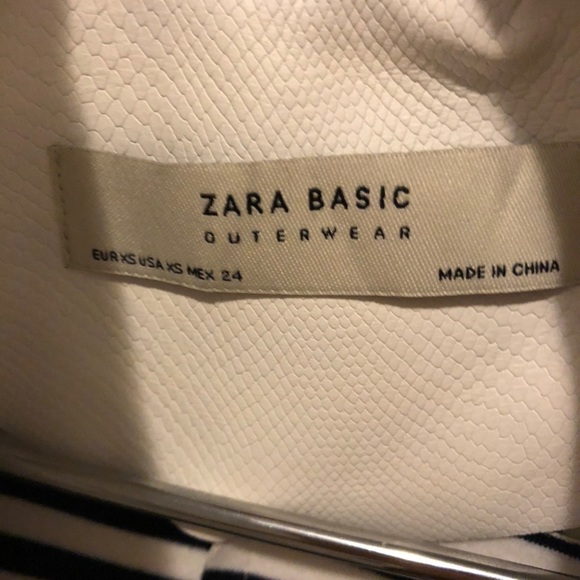 ZARA BASIC
OUTERWEAR
EUR XS USA XS MEX 24
MADE IN CHINA